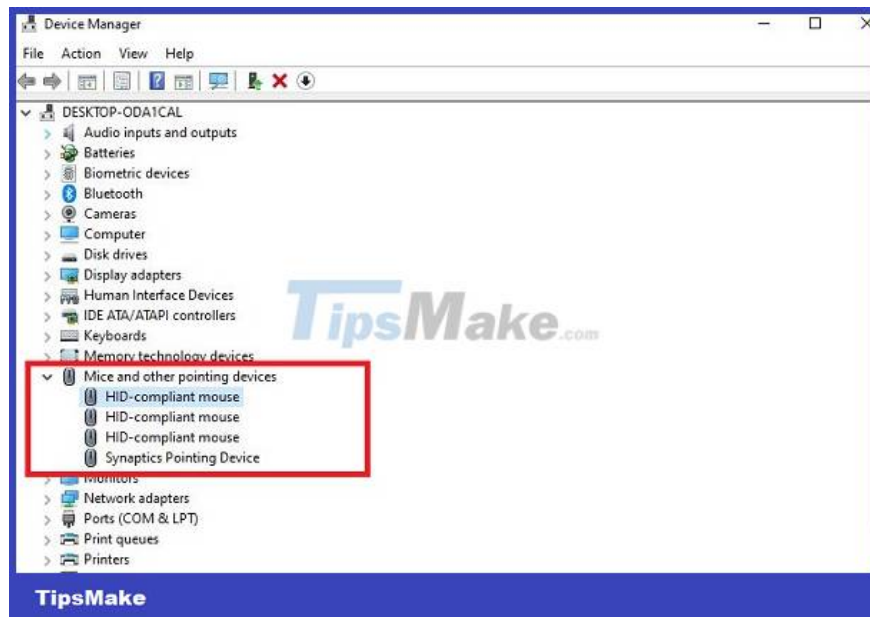 Device Manager
File Action View Help
DESKTOP-ODA1CAL
Audio inputs and outputs
Batteries
Biometric devices
Bluetooth
Cameras
Computer
Disk drives
Display adapters
Human Interface Devices
IDE ATA/ATAPI controllers
Keyboards
Memory technology devices
Mice and other pointing devices
HID-compliant mouse
HID-compliant mouse
HID-compliant mouse
Synaptics Pointing Device
Monitors
Network adapters
Ports (COM & LPT)
Print queues
Printers
TipsMake.com
TipsMake